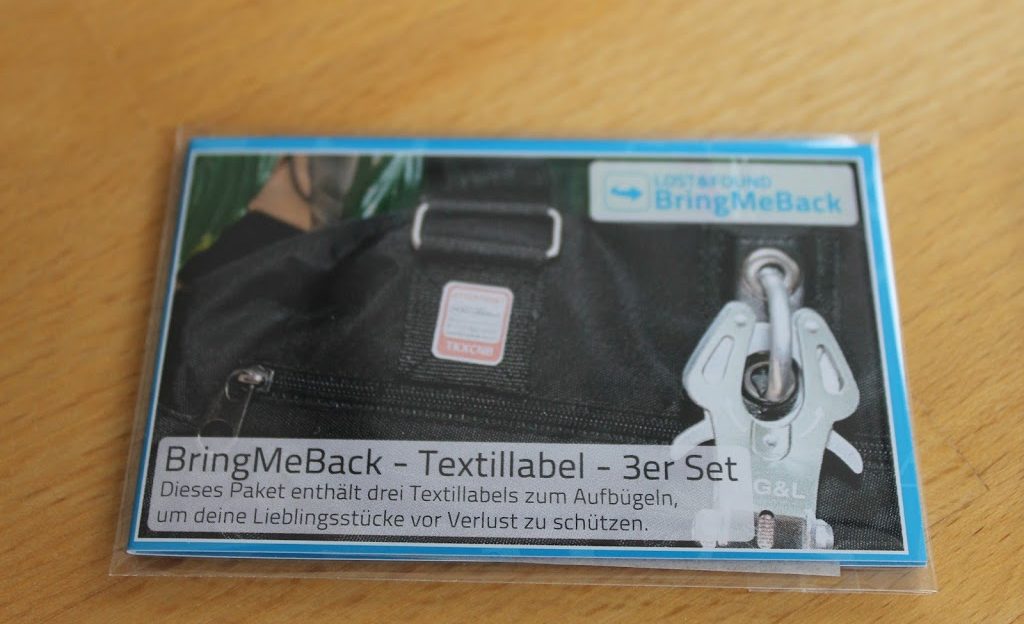 LOST&FOUND
BringMeBack
TKXCNB
G&L
BringMeBack - Textillabel - 3er Set
Dieses Paket enthält drei Textillabels zum Aufbügeln,
um deine Lieblingsstücke vor Verlust zu schützen.